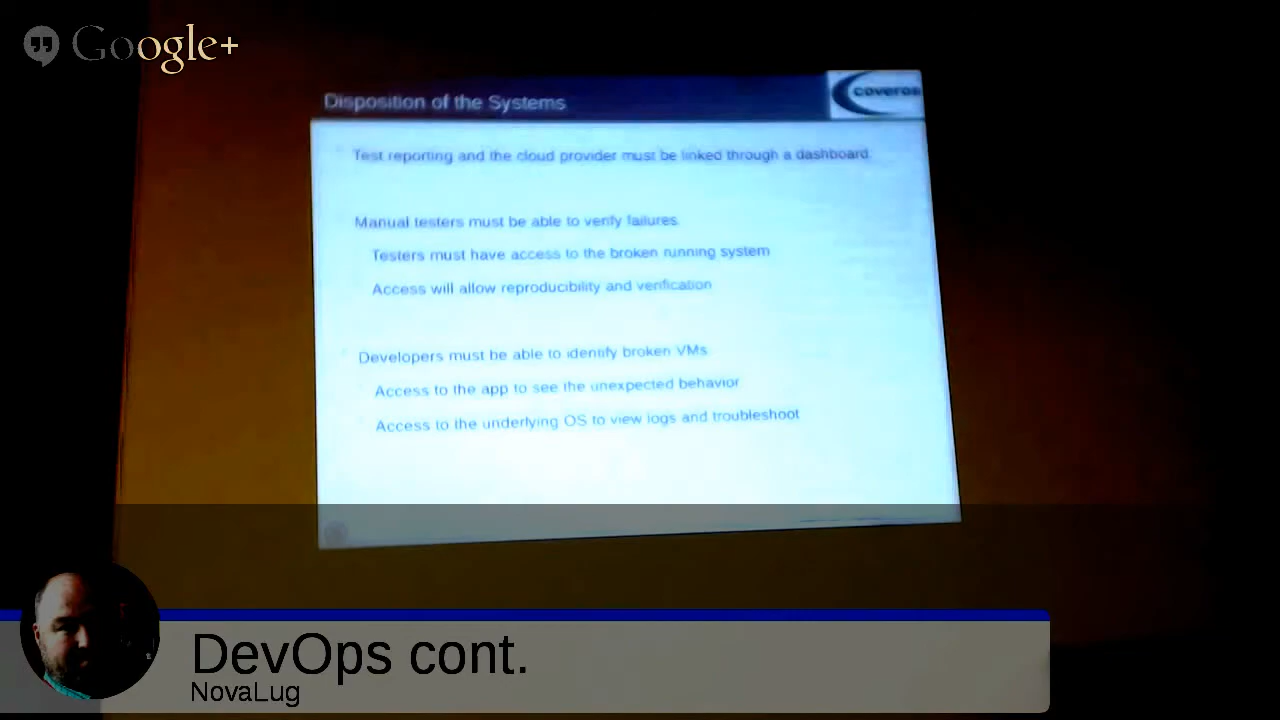 Google+
Disposition of the Systems
coveros
Test reporting and the cloud provider must be linked through a dashboard.
Manual testers must be able to verify failures.
Testers must have access to the broken running system
Access will allow reproducibility and verification
Developers must be able to identify broken VMs
Access to the app to see the unexpected behavior
Access to the underlying OS to view logs and troubleshoot
DevOps cont.
NovaLug